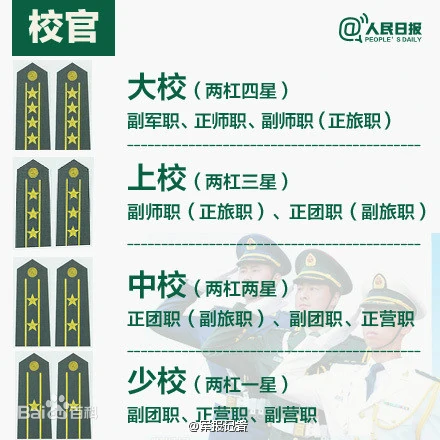 校官
@人民日报
PEOPLE'S DAILY
大校（两杠四星）
副军职、正师职、副师职（正旅职）
上校（两杠三星）
副师职（正旅职）、正团职（副旅职）
中校（两杠两星）
正团职（副旅职）、副团职、正营职
少校（两杠一星）
副团职、正营职、副营职
Bai百科
@军报记者